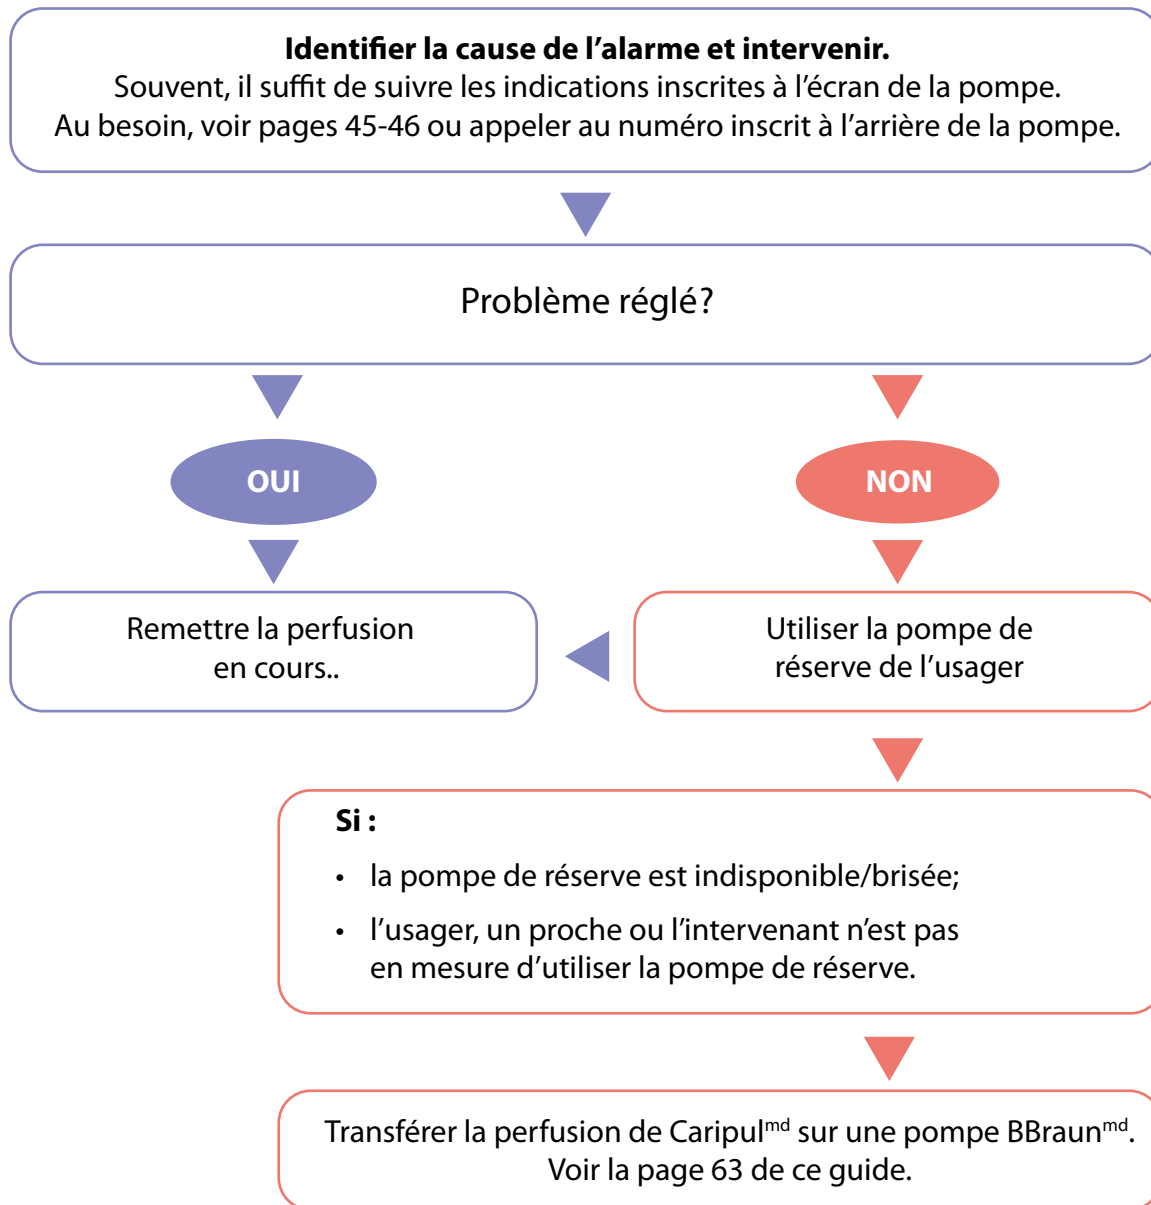 Identifier la cause de l’alarme et intervenir.
Souvent, il suffit de suivre les indications inscrites à l’écran de la pompe.
Au besoin, voir pages 45-46 ou appeler au numéro inscrit à l’arrière de la pompe.
Problème réglé?
OUI
NON
Remettre la perfusion
en cours..
Utiliser la pompe de
réserve de l’usager
Si :
• la pompe de réserve est indisponible/brisée;
• l’usager, un proche ou l’intervenant n’est pas
en mesure d’utiliser la pompe de réserve.
Transférer la perfusion de Caripulᵐᵈ sur une pompe BBraunᵐᵈ.
Voir la page 63 de ce guide.